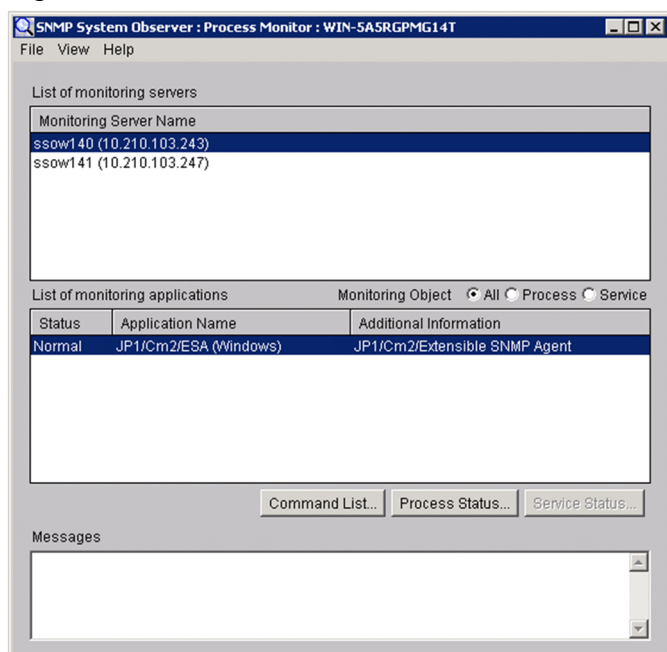 SNMP System Observer : Process Monitor : WIN-5A5RGPMG14T
File View Help
List of monitoring servers
Monitoring Server Name
ssow140 (10.210.103.243)
ssow141 (10.210.103.247)
List of monitoring applications Monitoring Object All Process Service
Status Application Name Additional Information
Normal JP1/Cm2/ESA (Windows) JP1/Cm2/Extensible SNMP Agent
Command List... Process Status... Service Status...
Messages